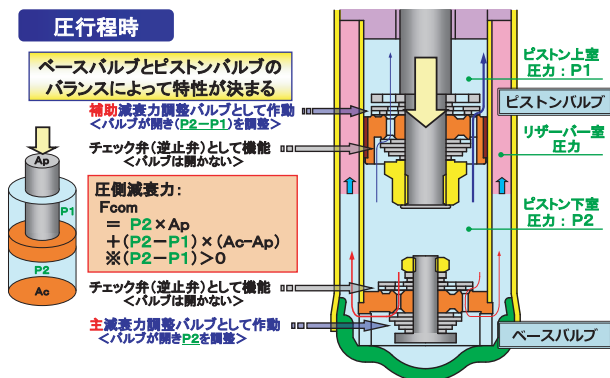 圧行程時
ベースバルブとピストンバルブの
バランスによって特性が決まる
補助減衰力調整バルブとして作動
<バルブが開き(P2-P1)を調整>
チェック弁(逆止弁)として機能
<バルブは開かない>
圧側減衰力:
Fcom
= P2×Ap
+(P2-P1)×(Ac-Ap)
※(P2-P1)>0
チェック弁(逆止弁)として機能
<バルブは開かない>
主減衰力調整バルブとして作動
<バルブが開きP2を調整>
Ap
P1
P2
Ac
ピストン上室
圧力:P1
ピストンバルブ
リザーバー室
圧力
ピストン下室
圧力:P2
ベースバルブ